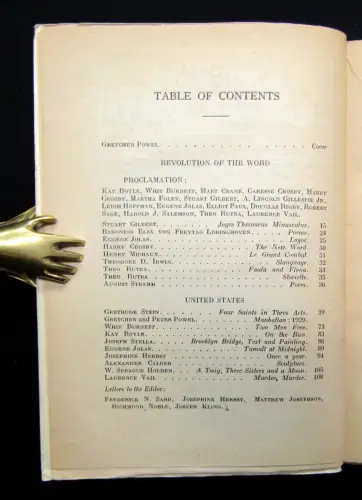 TABLE OF CONTENTS
GRETCHEN POWEL . . . . . . . . . . Cover
REVOLUTION OF THE WORD
PROCLAMATION:
KAY BOYLE, WHIT BURNETT, HART CRANE, CARESSE CROSBY, HARRY
CROSBY, MARTHA FOLEY, STUART GILBERT, A. LINCOLN GILLESPIE JR.,
LEIGH HOFFMAN, EUGENE JOLAS, ELLIOT PAUL, DOUGLAS RIGBY, ROBERT
SAGE, HAROLD J. SALEMSON, THEO RUTRA, LAURENCE VAIL.
STUART GILBERT . . . . . Joyce Thesaurus Minusculus. 15
BARONESS ELSA VON FREYTAG LORINGHOVEN . . . . Poems. 24
EUGENE JOLAS . . . . . . . Logos 25
HARRY CROSBY . . . . . . The New Word. 30
HENRY MICHAUX . . . . . . Le Grand Combat. 31
THEODORE D. IRWIN . . . . . . Slanguage. 32
THEO RUTRA . . . . . . Faula and Flona. 34
THEO RUTRA . . . . . . Storiette. 35
AUGUST STRAMM . . . . . . Poem. 36
UNITED STATES
GERTRUDE STEIN . . . . Four Saints in Three Acts. 39
GRETCHEN AND PETER POWEL . . . . Manhattan: 1929.
WHIT BURNETT . . . . . . Two Men Free. 73
KAY BOYLE . . . . . . On the Run. 83
JOSEPH STELLA . . . Brooklyn Bridge, Text and Painting. 86
EUGENE JOLAS . . . . . Tumult at Midnight. 89
JOSEPHINE HERBST . . . . . Once a year. 94
ALEXANDER CALDER . . . . . . Sculpture.
W. SPRAGUE HOLDEN . . . A Twig, Three Sisters and a Moon. 105
LAURENCE VAIL . . . . . Murder, Murder. 108
Letters to the Editor:
FREDERICK N. SARD, JOSEPHINE HERBST, MATTHEW JOSEPHSON,
RICHMOND NOBLE, JOSEPH KLING.